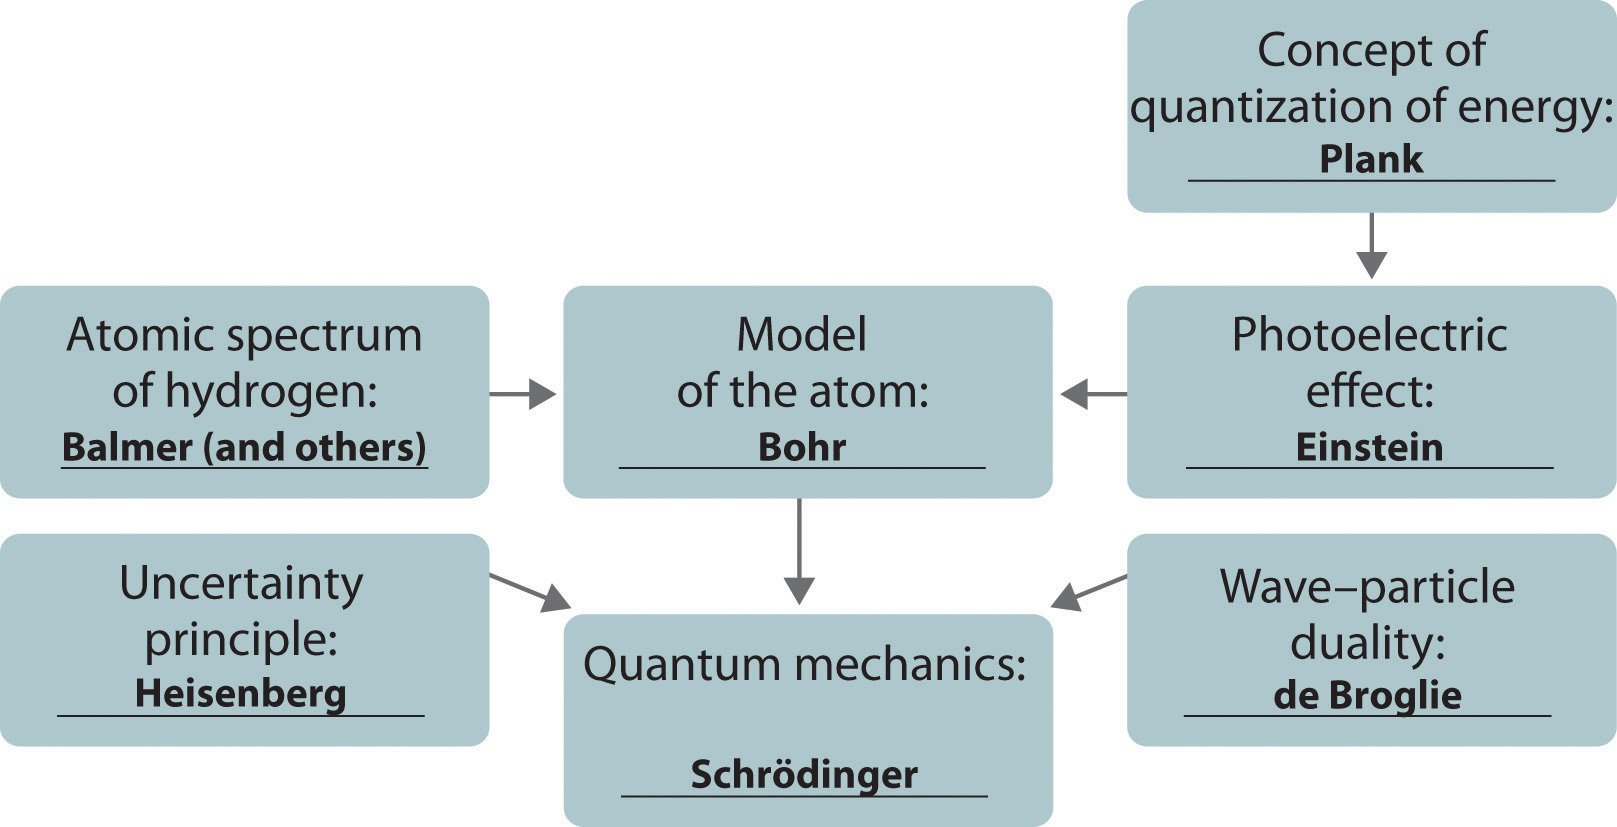 Concept of
quantization of energy:
Plank
Atomic spectrum
of hydrogen:
Balmer (and others)
Model
of the atom:
Bohr
Photoelectric
effect:
Einstein
Uncertainty
principle:
Heisenberg
Quantum mechanics:
Schrödinger
Wave–particle
duality:
de Broglie